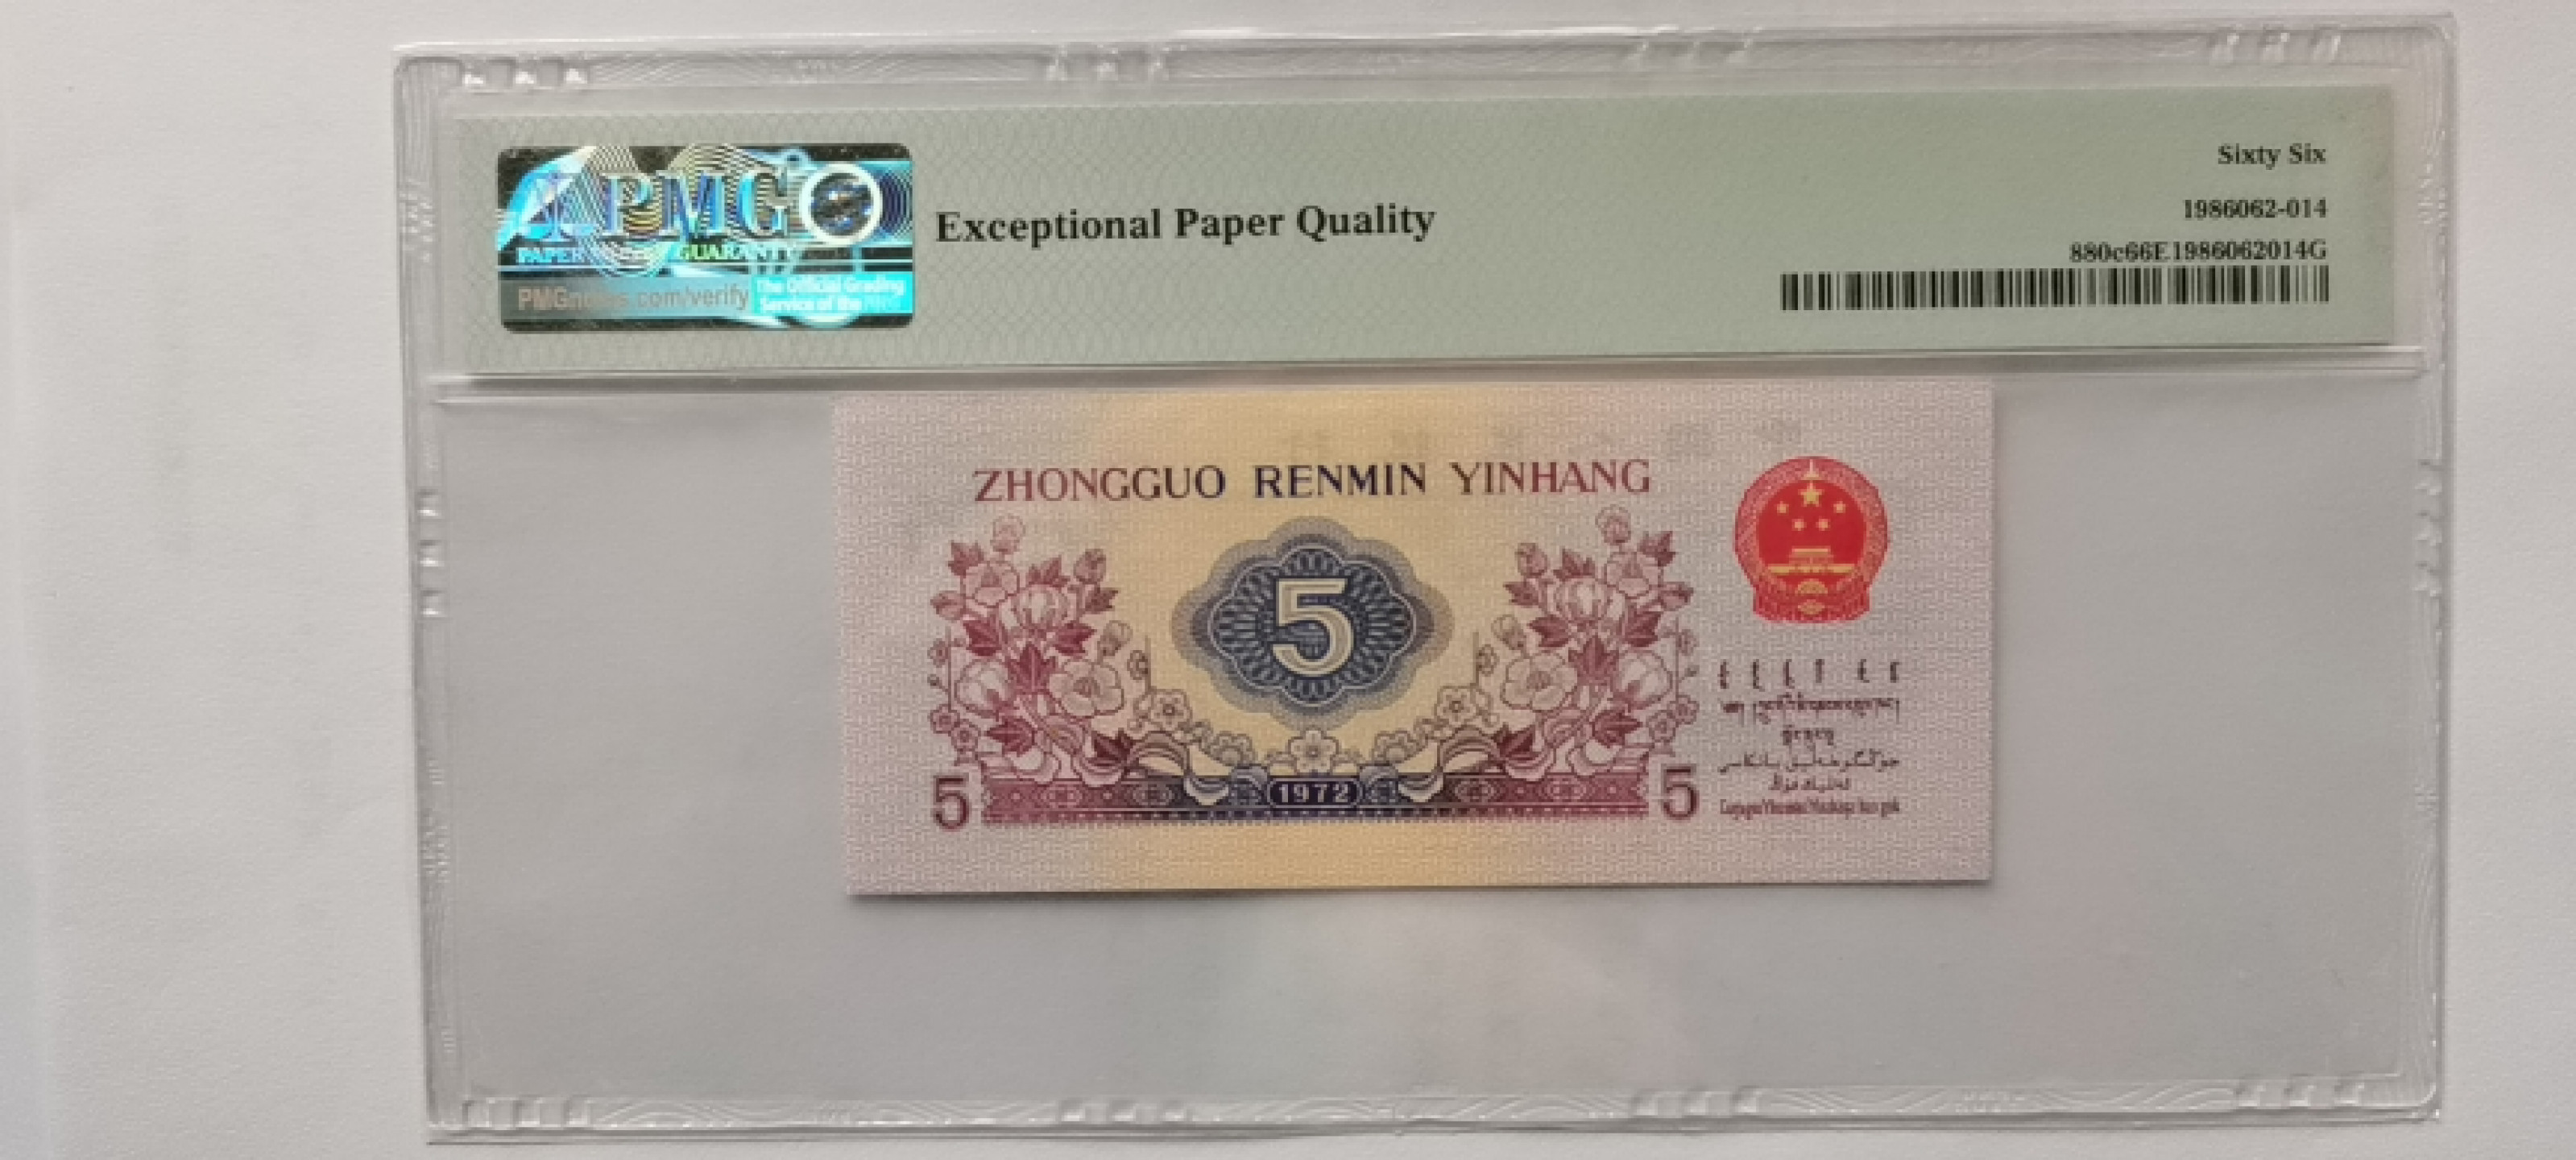 Sixty Six
PMG
PAPER GUARANTY
PMGnotes.com/verify
The Official Grading
Service of the
Exceptional Paper Quality
1986062-014
880c66E1986062014G
ZHONGGUO RENMIN YINHANG
5
1972
5
5